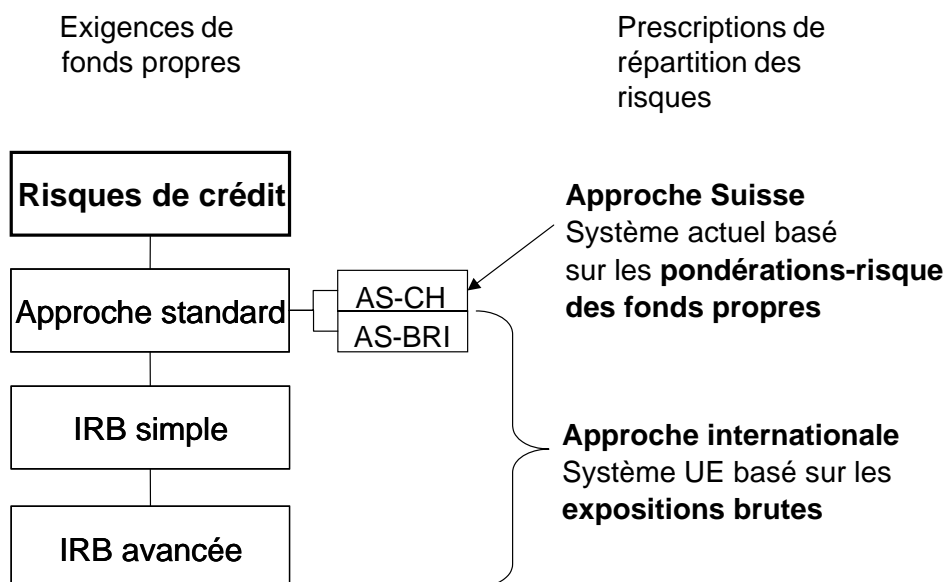 Exigences de
fonds propres
Prescriptions de
répartition des
risques
Risques de crédit
Approche standard
AS-CH
AS-BRI
IRB simple
IRB avancée
Approche Suisse
Système actuel basé
sur les pondérations-risque
des fonds propres
Approche internationale
Système UE basé sur les
expositions brutes